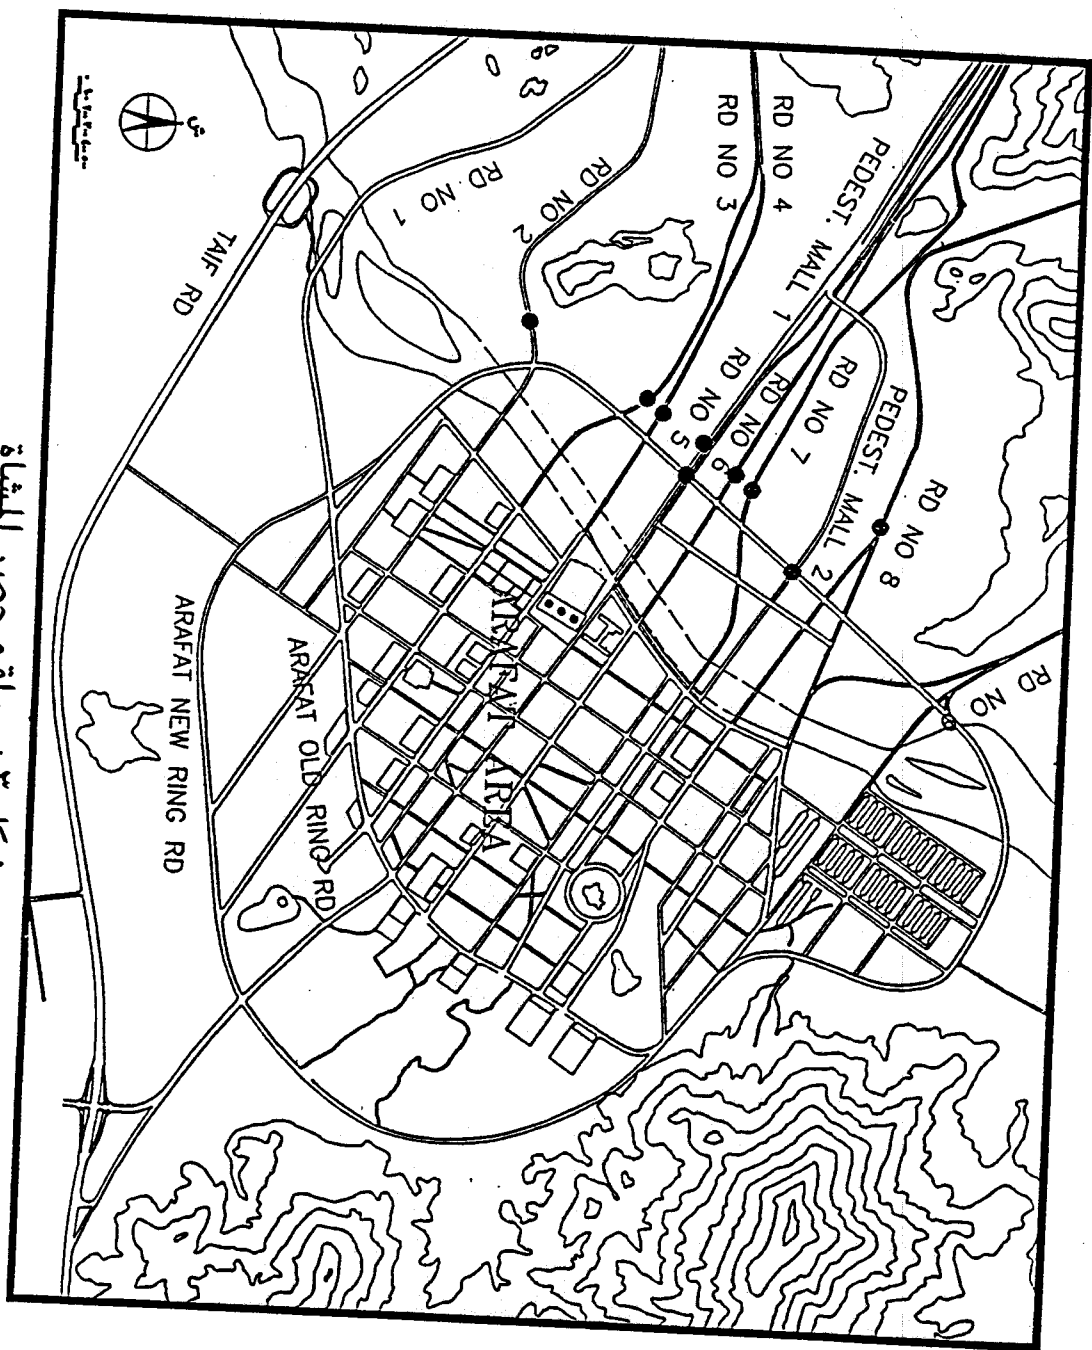 RD NO 8
RD NO
PEDEST. MALL 2
RD NO 7
RD NO 6
RD NO 5
PEDEST. MALL 1
RD NO 4
RD NO 3
RD NO 2
RD NO 1
TAIF RD
ARAFAT AREA
ARAFAT OLD RING RD
ARAFAT NEW RING RD
ش
المشاة